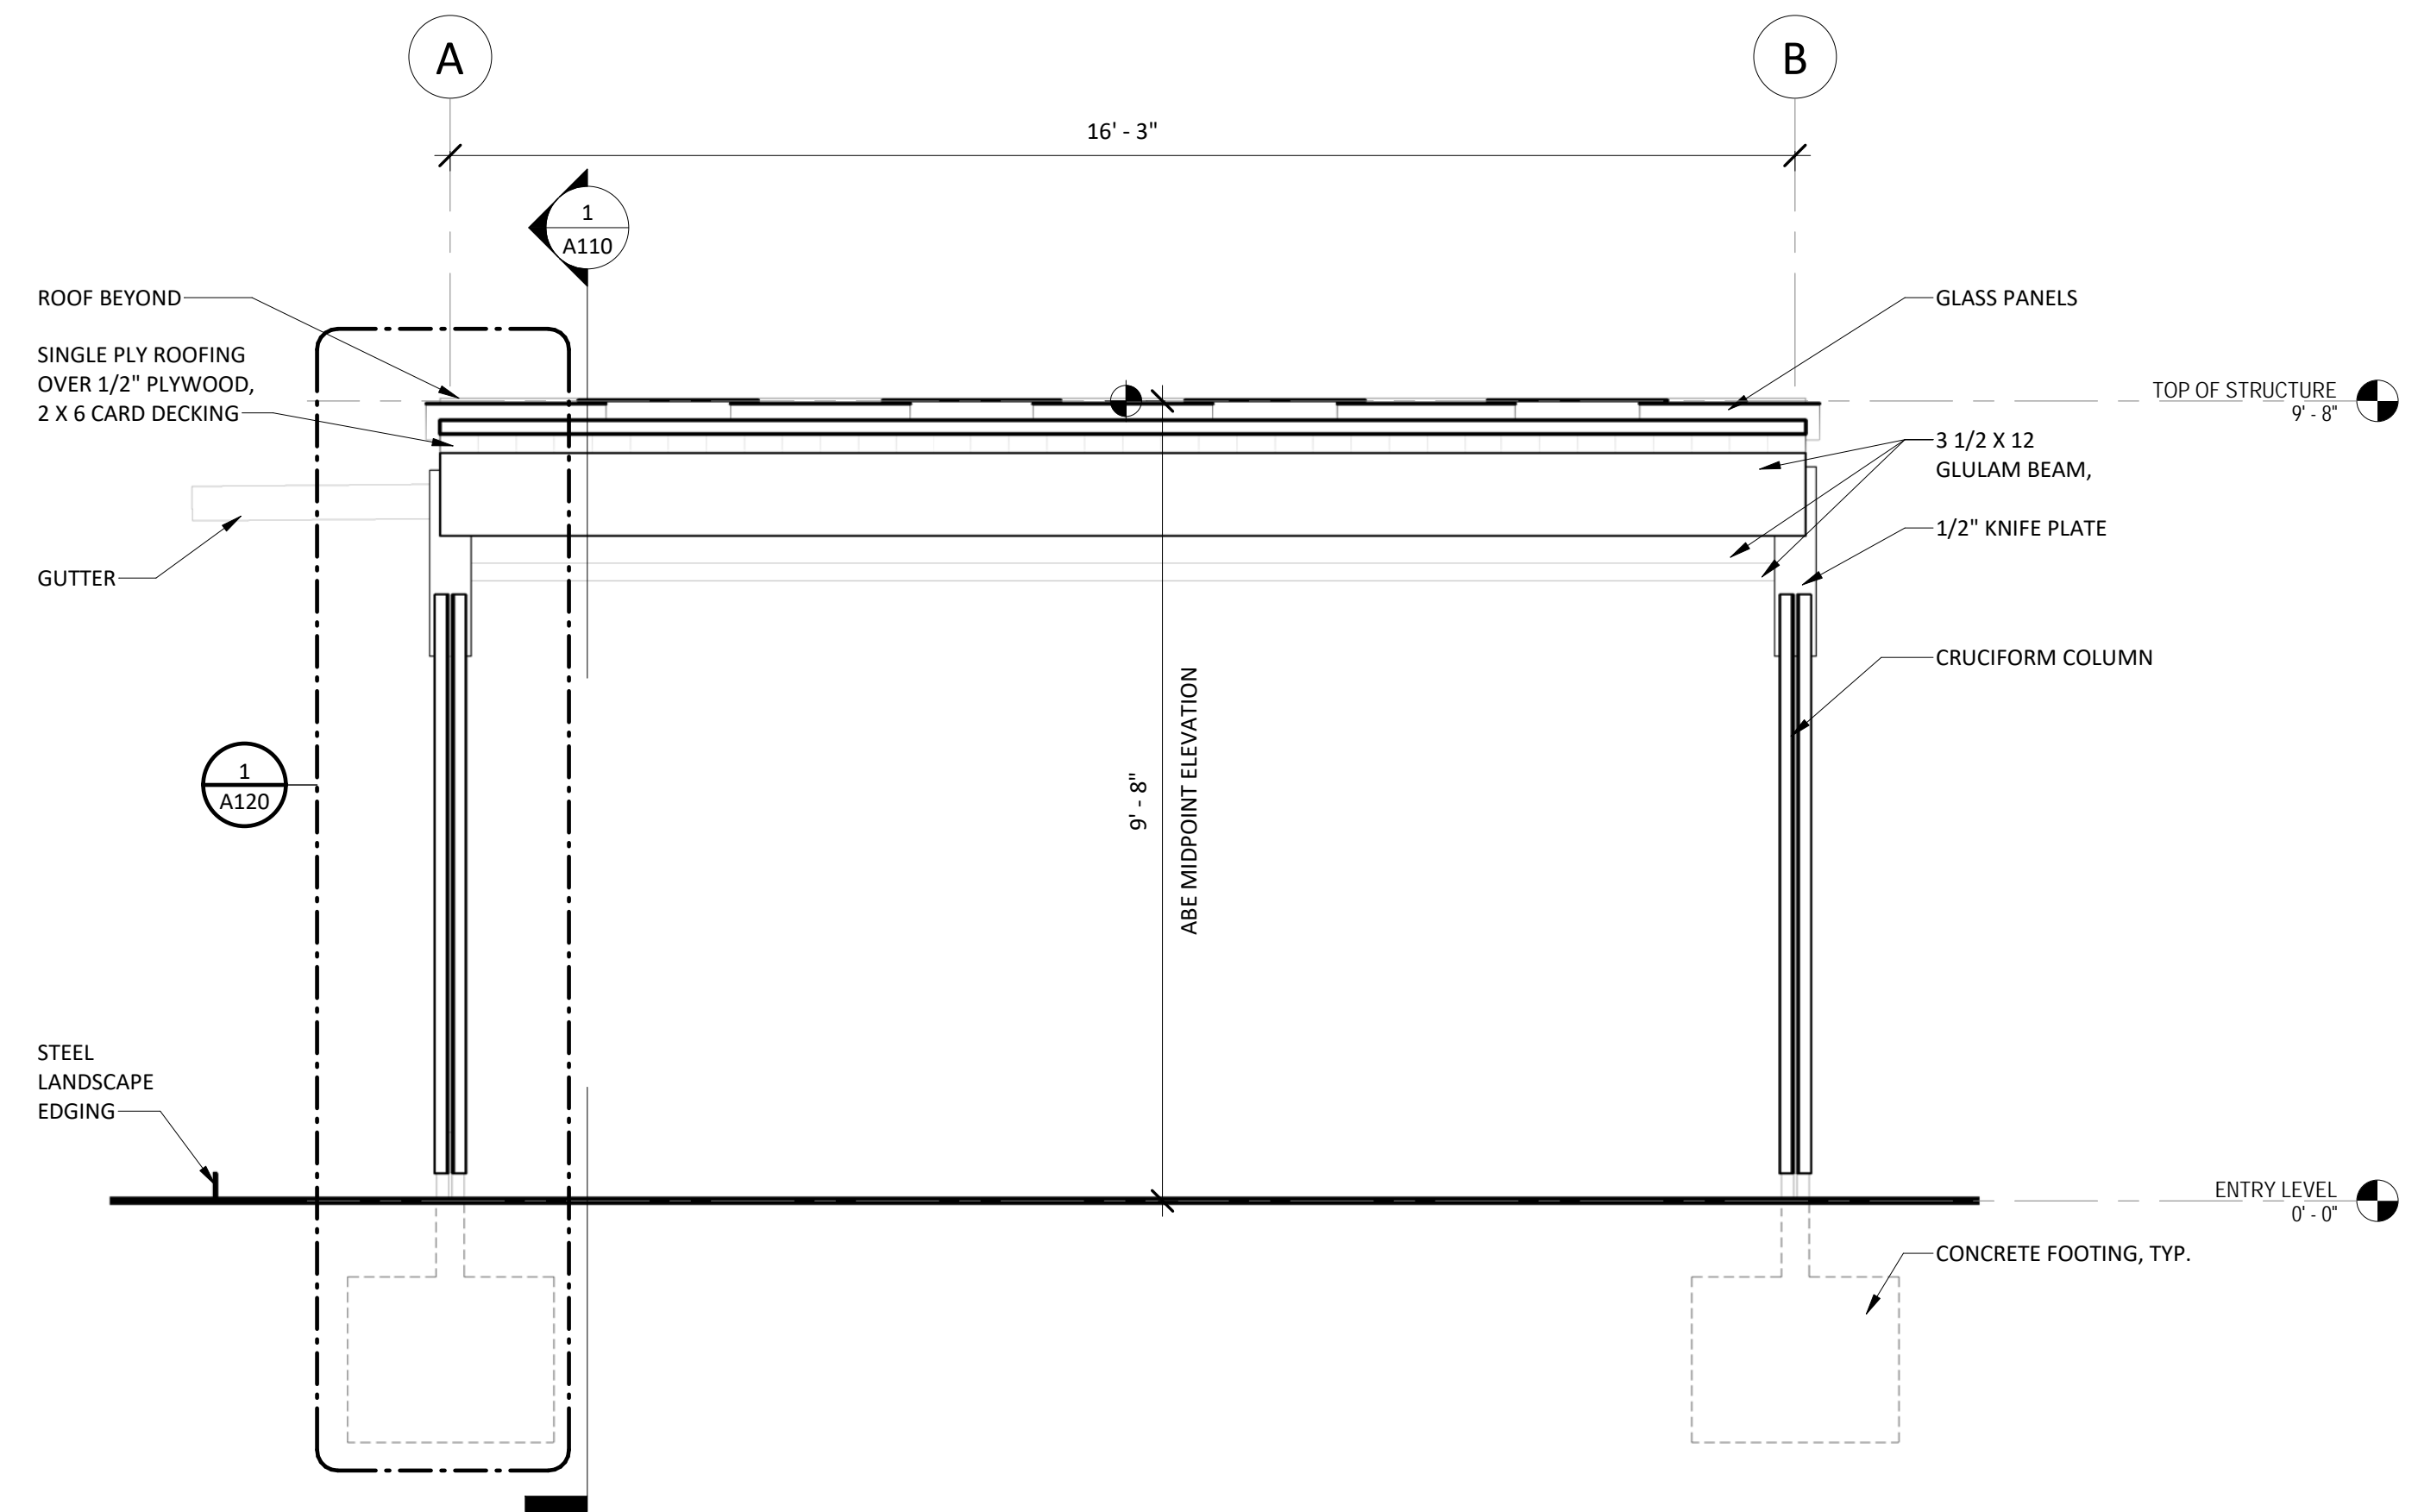 A
B
16' - 3"
1
A110
ROOF BEYOND
SINGLE PLY ROOFING
OVER 1/2" PLYWOOD,
2 X 6 CARD DECKING
GUTTER
1
A120
STEEL
LANDSCAPE
EDGING
9' - 8"
ABE MIDPOINT ELEVATION
GLASS PANELS
TOP OF STRUCTURE
9' - 8"
3 1/2 X 12
GLULAM BEAM,
1/2" KNIFE PLATE
CRUCIFORM COLUMN
ENTRY LEVEL
0' - 0"
CONCRETE FOOTING, TYP.